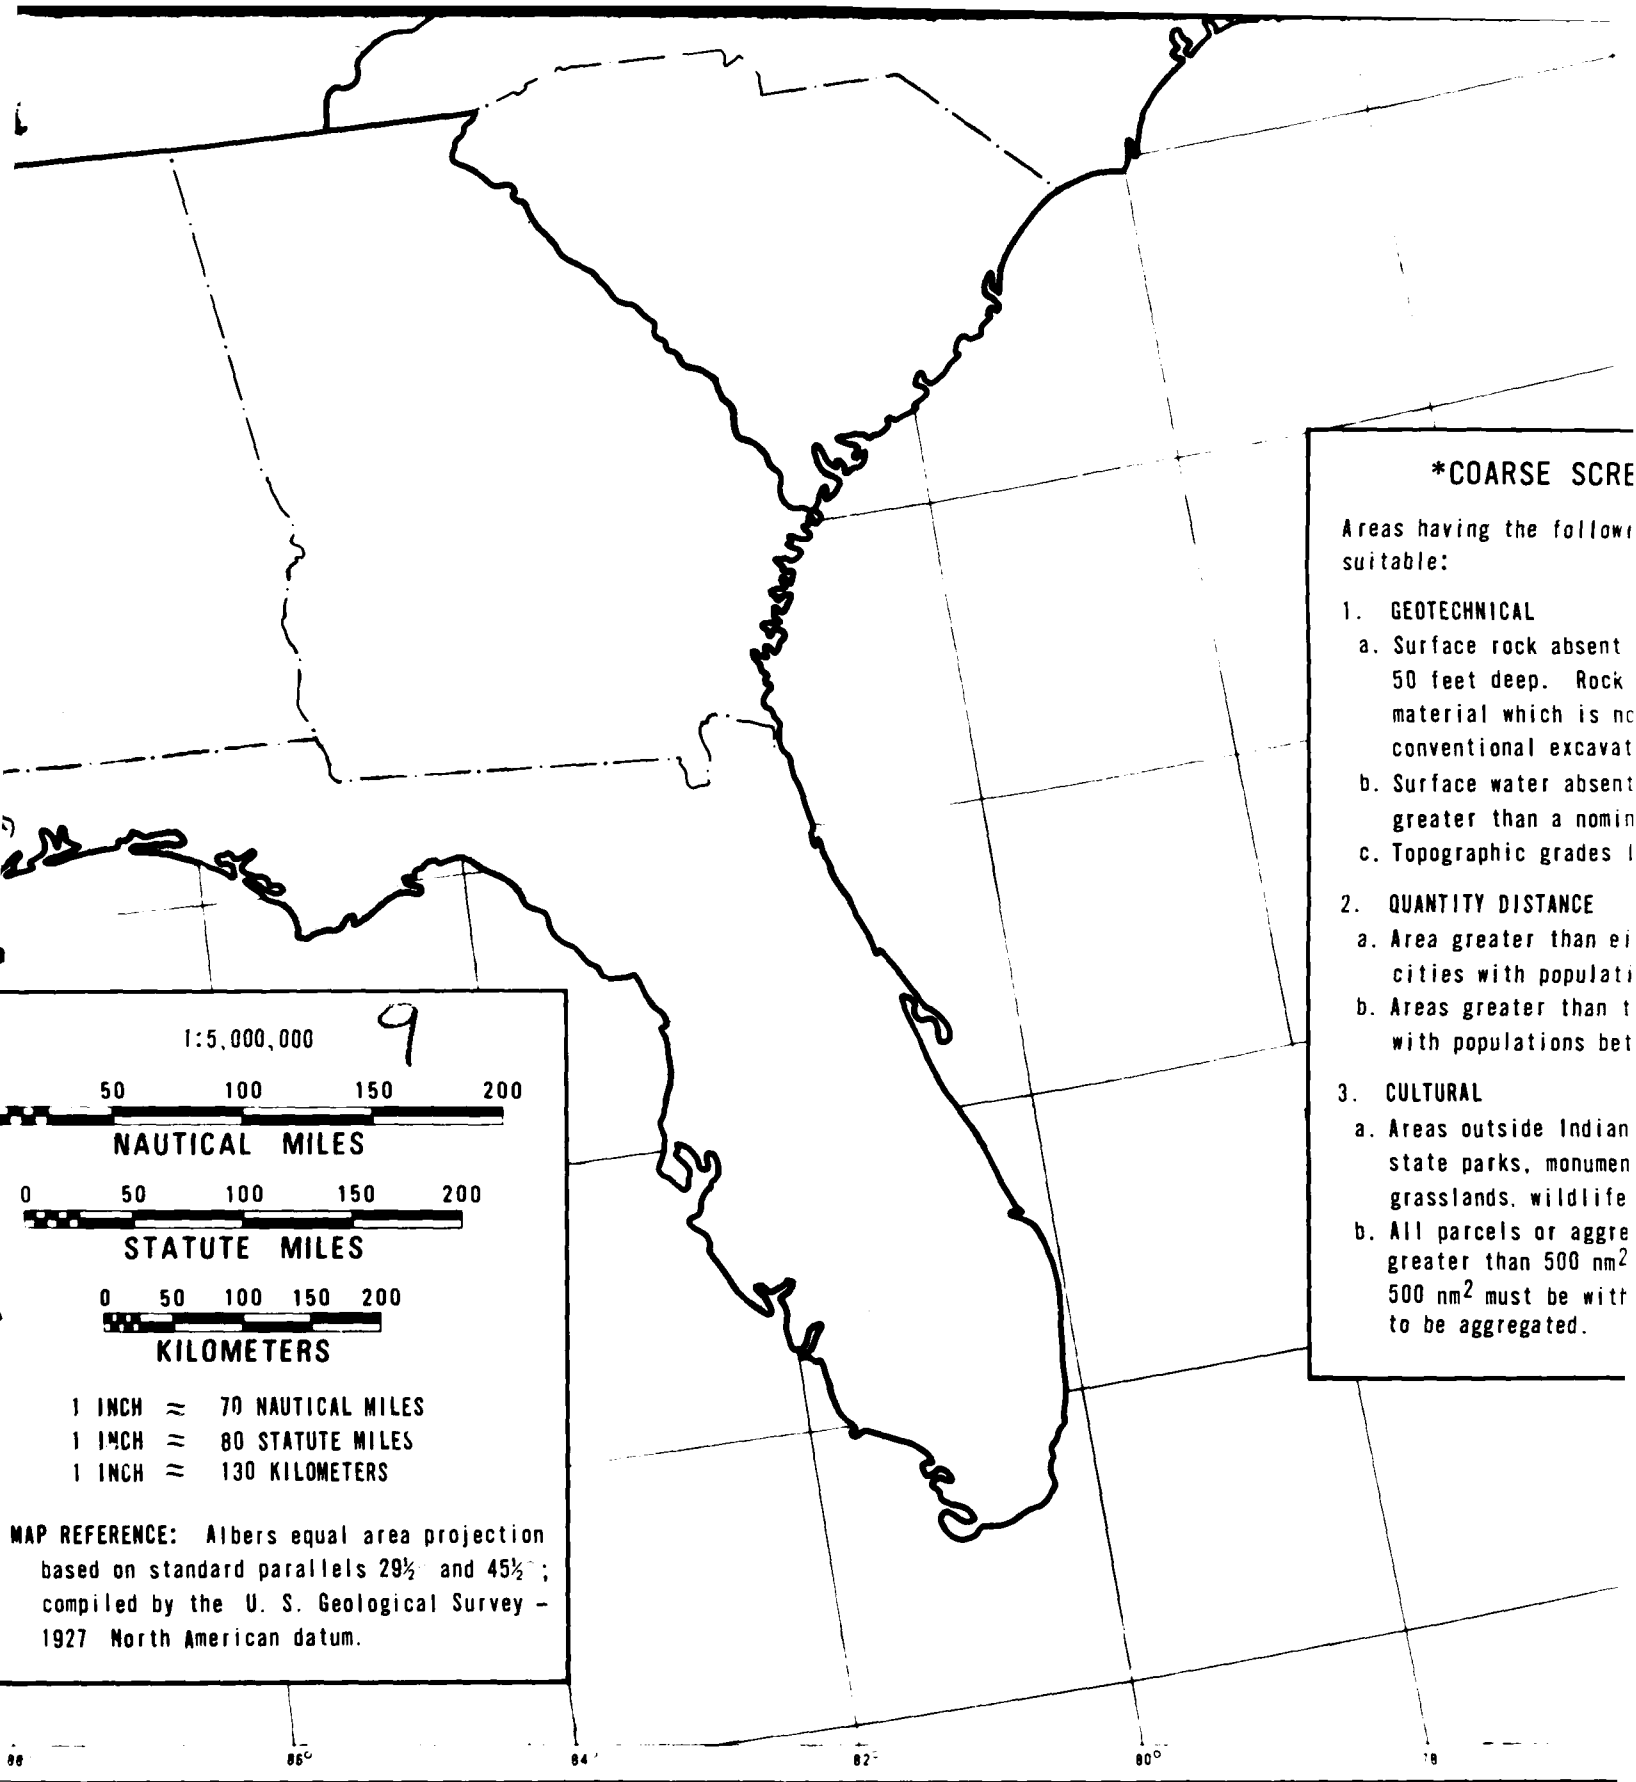 *COARSE SCRE
Areas having the followi
suitable:
1. GEOTECHNICAL
a. Surface rock absent
50 feet deep. Rock
material which is no
conventional excavat
b. Surface water absent
greater than a nomin
c. Topographic grades l
2. QUANTITY DISTANCE
a. Area greater than ei
cities with populati
b. Areas greater than t
with populations bet
3. CULTURAL
a. Areas outside Indian
state parks, monumen
grasslands, wildlife
b. All parcels or aggre
greater than 500 nm²
500 nm² must be with
to be aggregated.
1:5,000,000
9
50 100 150 200
NAUTICAL MILES
0 50 100 150 200
STATUTE MILES
0 50 100 150 200
KILOMETERS
1 INCH ≈ 70 NAUTICAL MILES
1 INCH ≈ 80 STATUTE MILES
1 INCH ≈ 130 KILOMETERS
MAP REFERENCE: Albers equal area projection
based on standard parallels 29½ and 45½ ;
compiled by the U. S. Geological Survey –
1927 North American datum.
88 86° 84 82° 80° 78